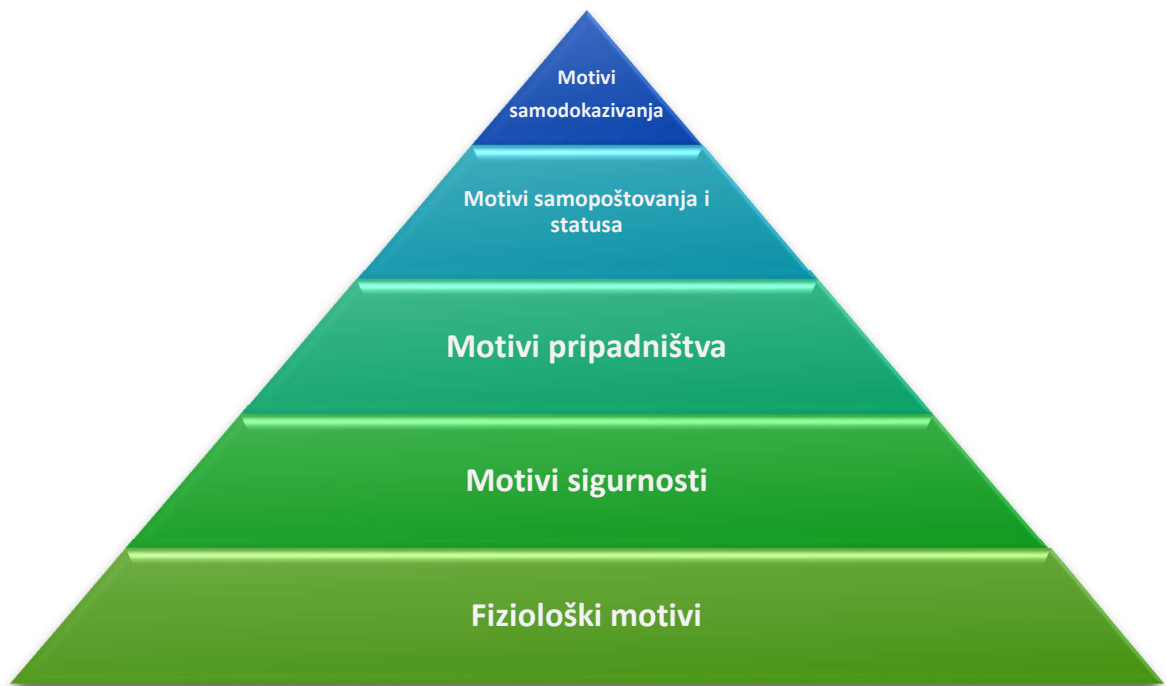 Motivi
samodokazivanja
Motivi samopoštovanja i
statusa
Motivi pripadništva
Motivi sigurnosti
Fiziološki motivi